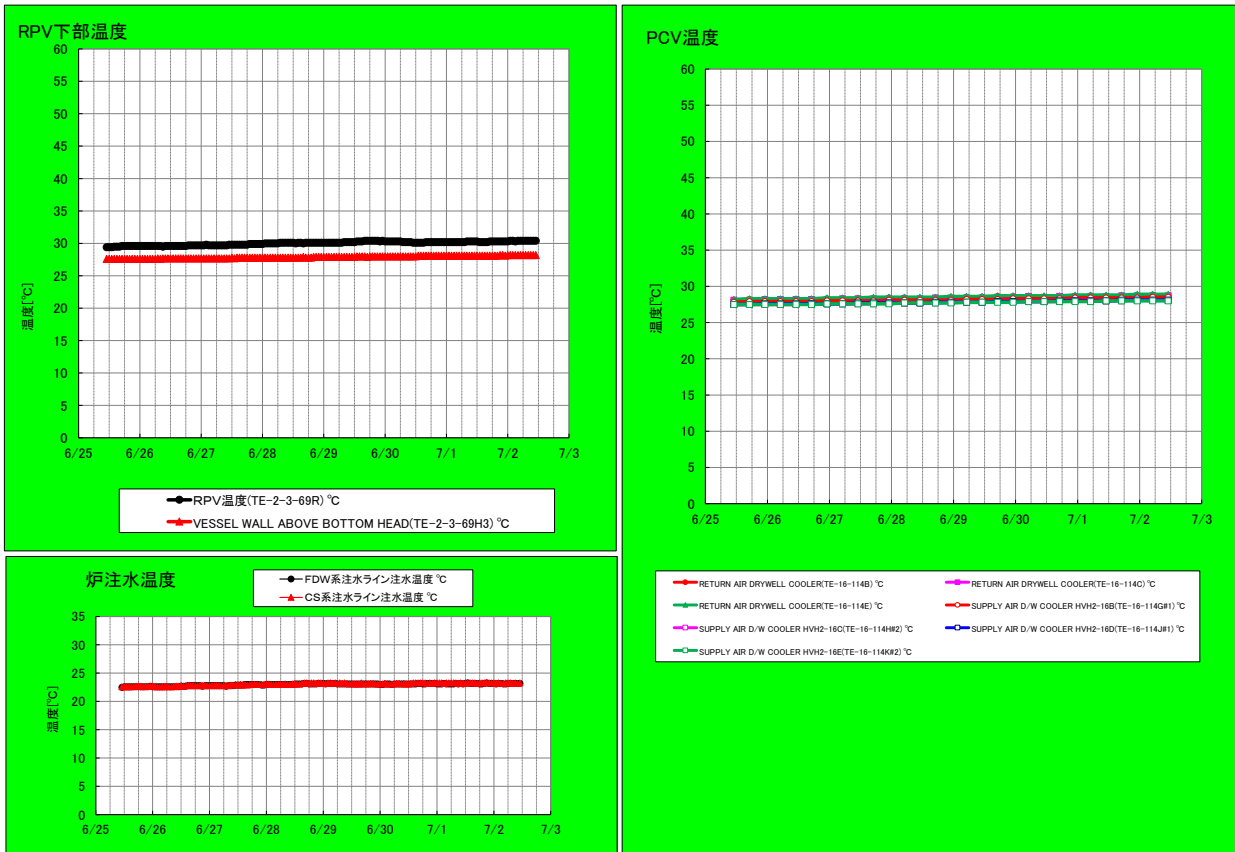 RPV下部温度
60
55
50
45
40
35
30
25
20
15
10
5
0
温度[℃]
6/25 6/26 6/27 6/28 6/29 6/30 7/1 7/2 7/3
RPV温度(TE-2-3-69R) ℃
VESSEL WALL ABOVE BOTTOM HEAD(TE-2-3-69H3) ℃
炉注水温度
FDW系注水ライン注水温度 ℃
CS系注水ライン注水温度 ℃
35
30
25
20
15
10
5
0
温度[℃]
6/25 6/26 6/27 6/28 6/29 6/30 7/1 7/2 7/3
PCV温度
60
55
50
45
40
35
30
25
20
15
10
5
0
温度[℃]
6/25 6/26 6/27 6/28 6/29 6/30 7/1 7/2 7/3
RETURN AIR DRYWELL COOLER(TE-16-114B) ℃
RETURN AIR DRYWELL COOLER(TE-16-114C) ℃
RETURN AIR DRYWELL COOLER(TE-16-114E) ℃
SUPPLY AIR D/W COOLER HVH2-16B(TE-16-114G#1) ℃
SUPPLY AIR D/W COOLER HVH2-16C(TE-16-114H#2) ℃
SUPPLY AIR D/W COOLER HVH2-16D(TE-16-114J#1) ℃
SUPPLY AIR D/W COOLER HVH2-16E(TE-16-114K#2) ℃